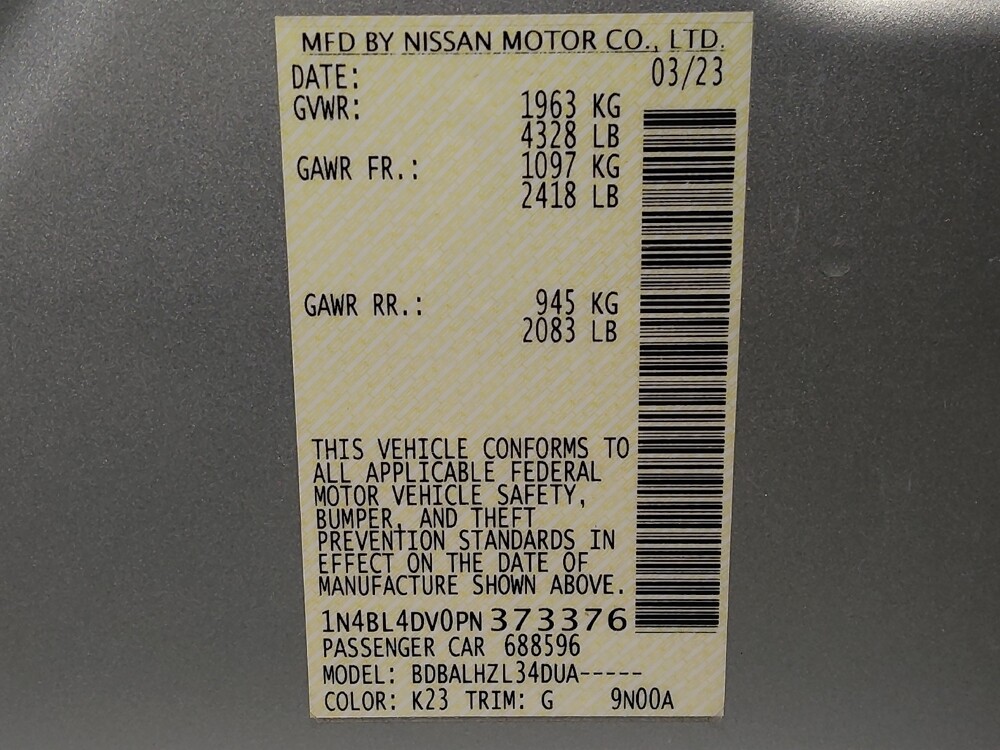 MFD BY NISSAN MOTOR CO., LTD.
DATE: 03/23
GVWR: 1963 KG
4328 LB
GAWR FR.: 1097 KG
2418 LB
GAWR RR.: 945 KG
2083 LB
THIS VEHICLE CONFORMS TO
ALL APPLICABLE FEDERAL
MOTOR VEHICLE SAFETY,
BUMPER, AND THEFT
PREVENTION STANDARDS IN
EFFECT ON THE DATE OF
MANUFACTURE SHOWN ABOVE.
1N4BL4DV0PN373376
PASSENGER CAR 688596
MODEL: BDBALHZL34DUA-----
COLOR: K23 TRIM: G 9N00A